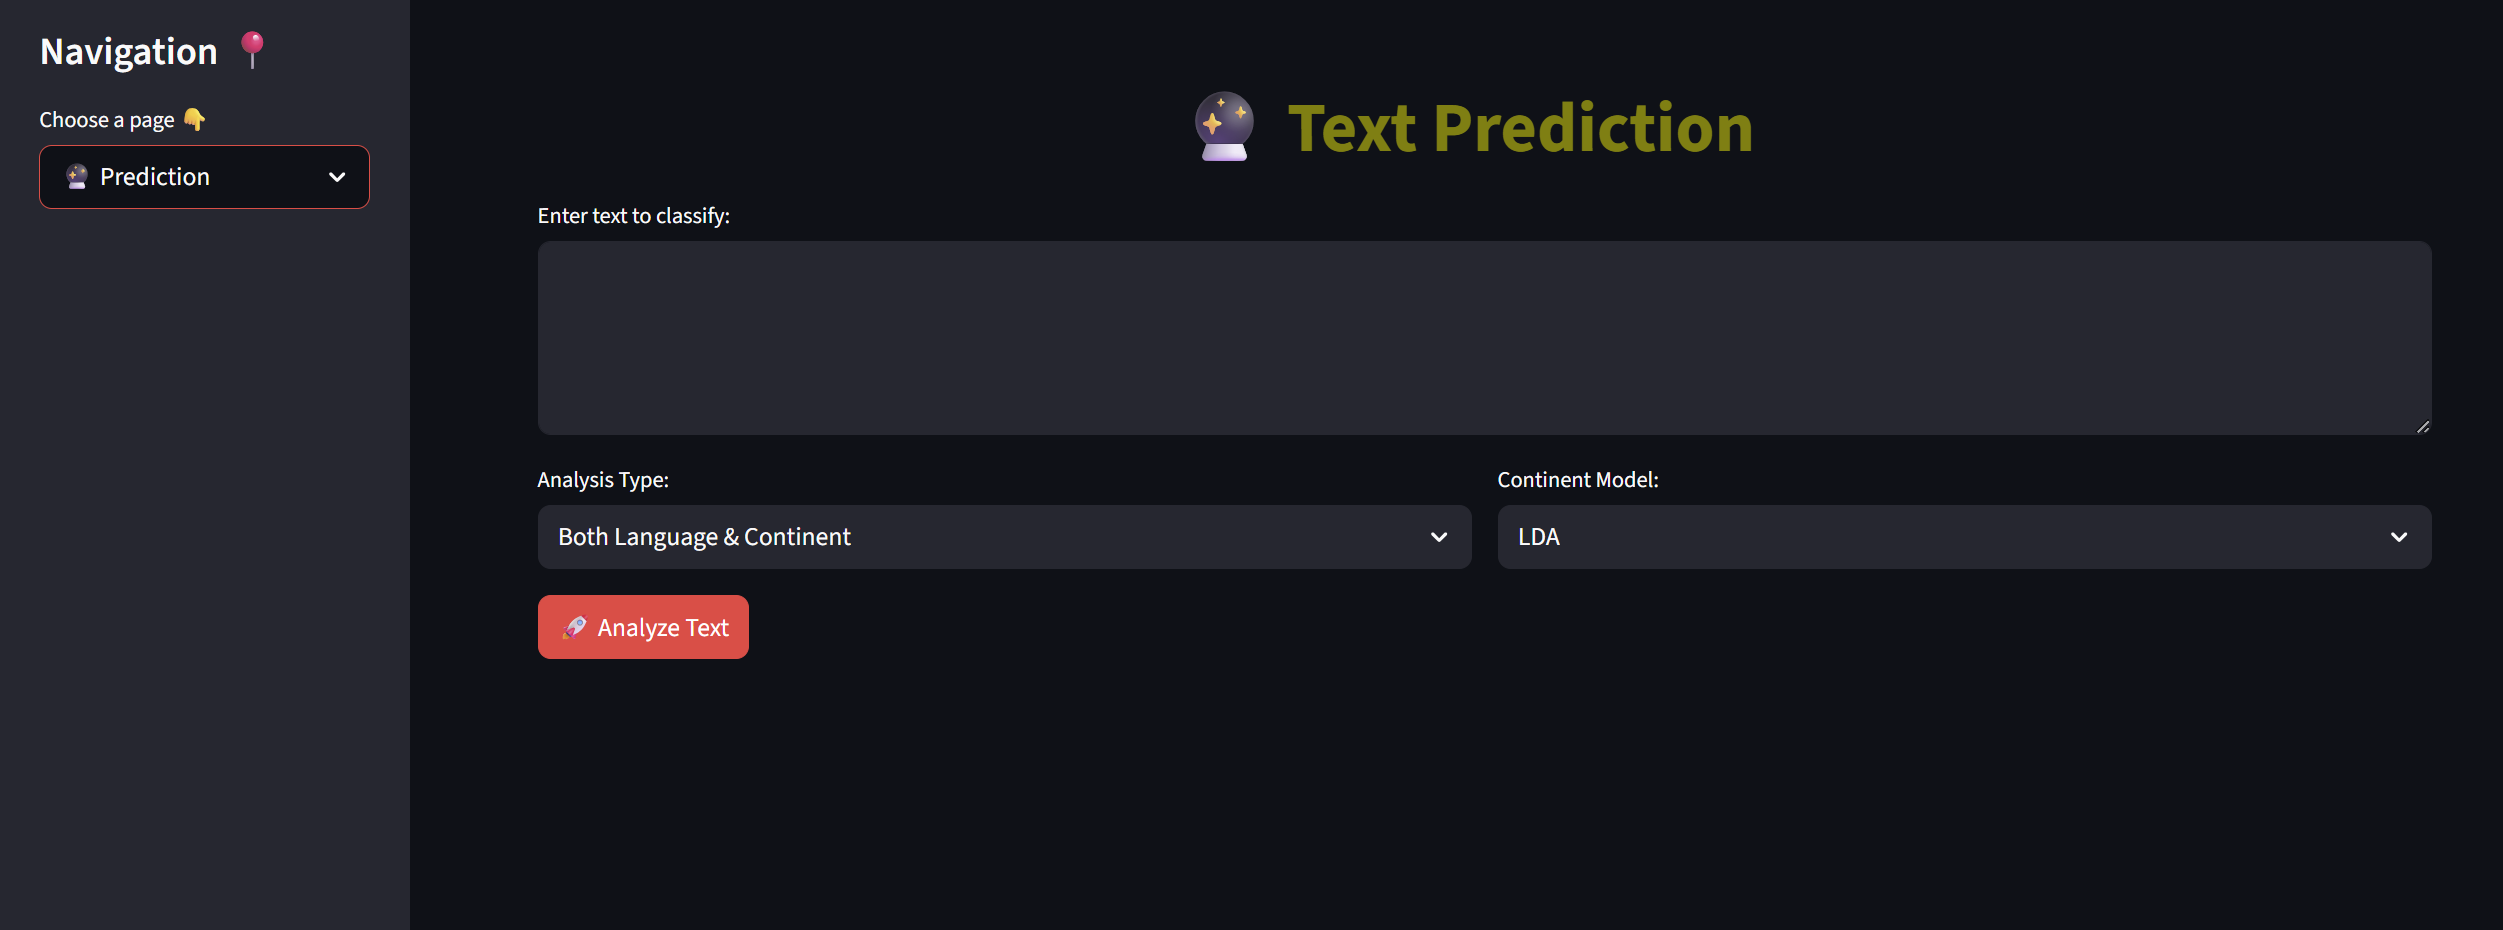 Navigation 📍
Choose a page 👇
🔮 Prediction
🔮 Text Prediction
Enter text to classify:
Analysis Type:
Continent Model:
Both Language & Continent
LDA
🚀 Analyze Text